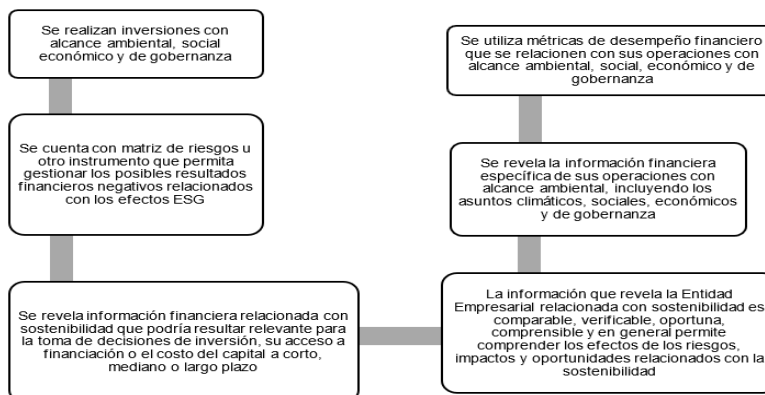 Se realizan inversiones con
alcance ambiental, social
económico y de gobernanza
Se cuenta con matriz de riesgos u
otro instrumento que permita
gestionar los posibles resultados
financieros negativos relacionados
con los efectos ESG
Se revela información financiera relacionada con
sostenibilidad que podría resultar relevante para
la toma de decisiones de inversión, su acceso a
financiación o el costo del capital a corto,
mediano o largo plazo
La información que revela la Entidad
Empresarial relacionada con sostenibilidad es
comparable, verificable, oportuna,
comprensible y en general permite
comprender los efectos de los riesgos,
impactos y oportunidades relacionados con la
sostenibilidad
Se revela la información financiera
específica de sus operaciones con
alcance ambiental, incluyendo los
asuntos climáticos, sociales, económicos
y de gobernanza
Se utiliza métricas de desempeño financiero
que se relacionen con sus operaciones con
alcance ambiental, social, económico y de
gobernanza